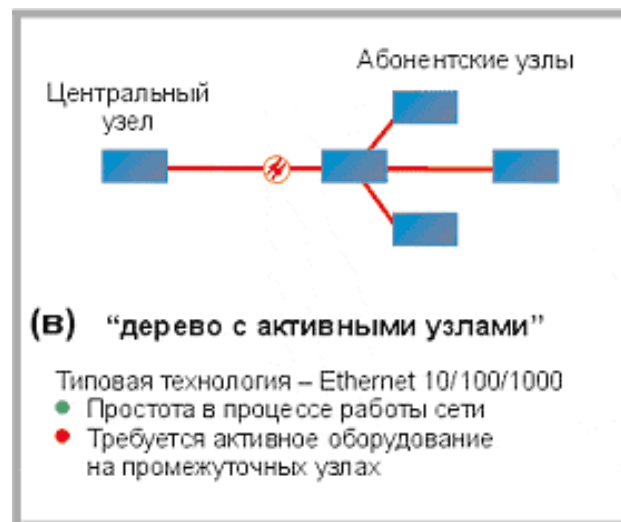 Абонентские узлы
Центральный
узел
(в) “дерево с активными узлами”
Типовая технология – Ethernet 10/100/1000
Простота в процессе работы сети
Требуется активное оборудование
на промежуточных узлах